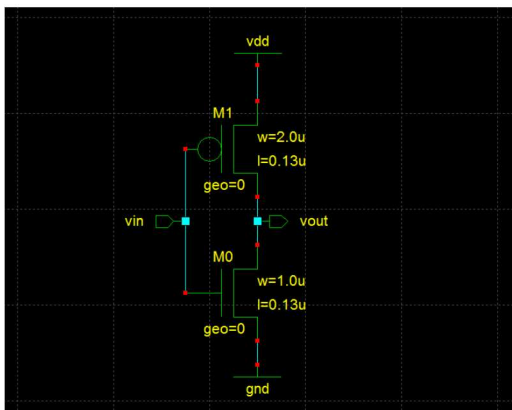 vdd
M1
w=2.0u
l=0.13u
geo=0
vin
vout
M0
w=1.0u
l=0.13u
geo=0
gnd